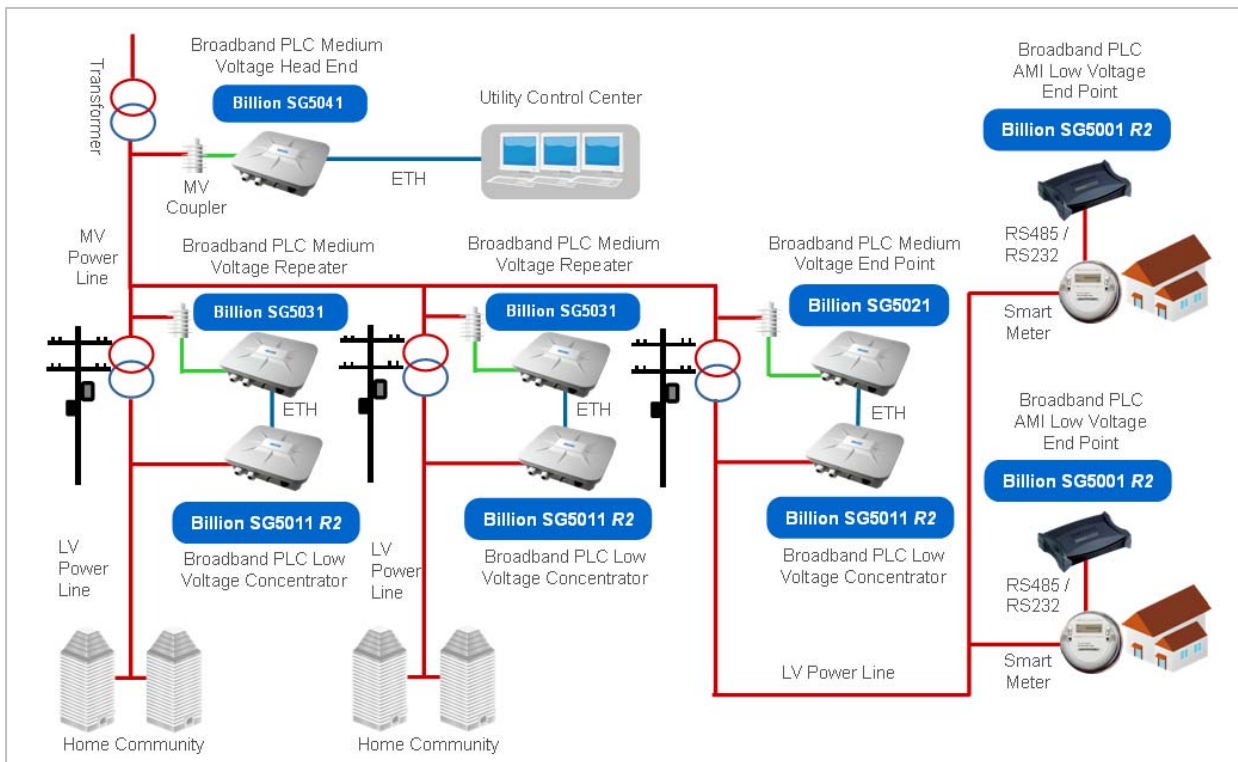 Transformer
Broadband PLC Medium
Voltage Head End
Billion SG5041
Utility Control Center
ETH
MV
Coupler
Broadband PLC
AMI Low Voltage
End Point
Billion SG5001 R2
RS485 /
RS232
Smart
Meter
MV
Power
Line
Broadband PLC Medium
Voltage Repeater
Billion SG5031
ETH
Billion SG5011 R2
Broadband PLC Low
Voltage Concentrator
Broadband PLC Medium
Voltage Repeater
Billion SG5031
ETH
Billion SG5011 R2
Broadband PLC Low
Voltage Concentrator
Broadband PLC Medium
Voltage End Point
Billion SG5021
ETH
Billion SG5011 R2
Broadband PLC Low
Voltage Concentrator
Broadband PLC
AMI Low Voltage
End Point
Billion SG5001 R2
RS485 /
RS232
Smart
Meter
LV
Power
Line
LV
Power
Line
LV Power Line
Home Community
Home Community